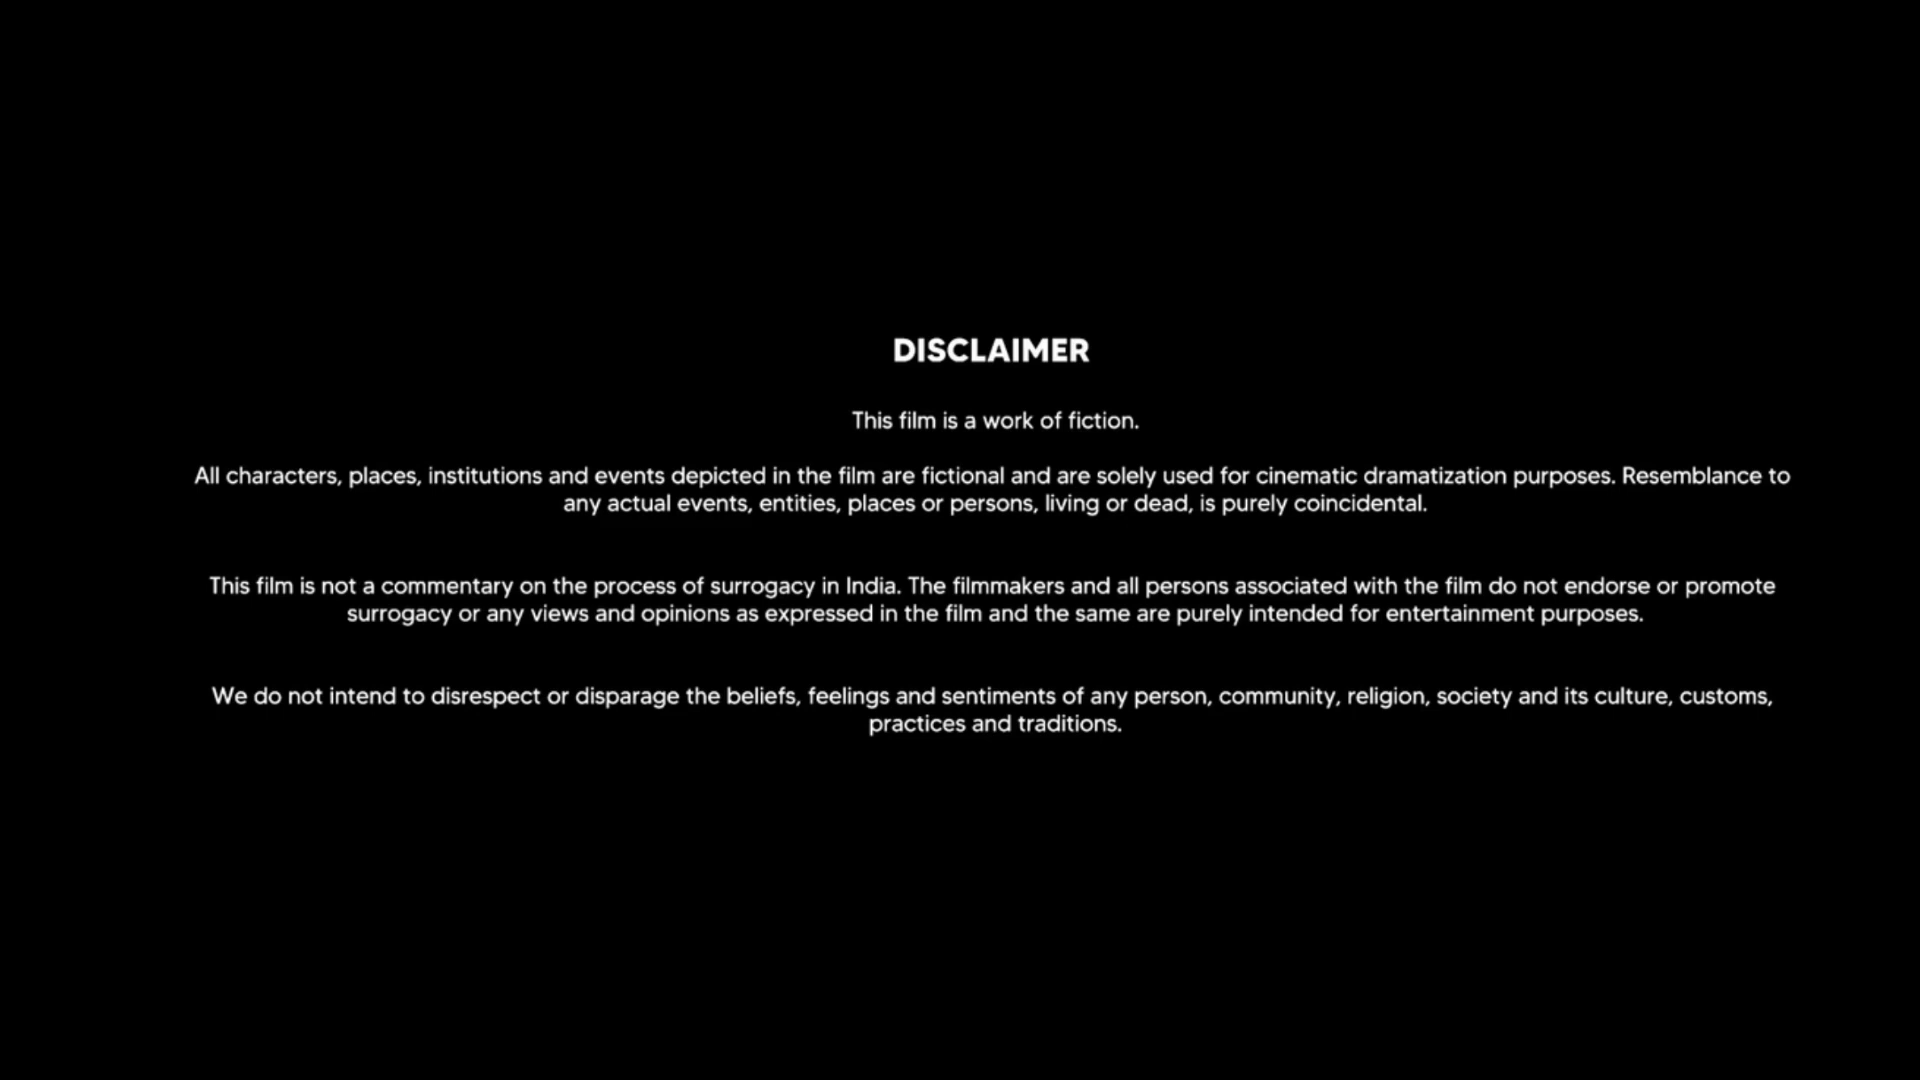 DISCLAIMER
This film is a work of fiction.
All characters, places, institutions and events depicted in the film are fictional and are solely used for cinematic dramatization purposes. Resemblance to
any actual events, entities, places or persons, living or dead, is purely coincidental.
This film is not a commentary on the process of surrogacy in India. The filmmakers and all persons associated with the film do not endorse or promote
surrogacy or any views and opinions as expressed in the film and the same are purely intended for entertainment purposes.
We do not intend to disrespect or disparage the beliefs, feelings and sentiments of any person, community, religion, society and its culture, customs,
practices and traditions.